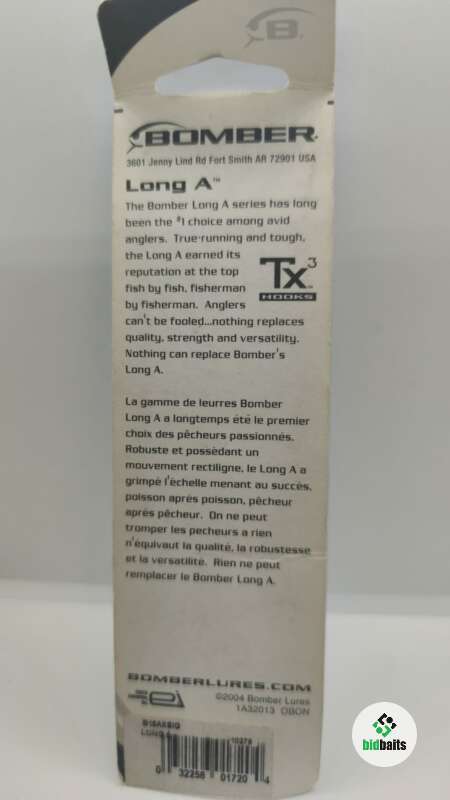 B
BOMBER
3601 Jenny Lind Rd Fort Smith AR 72901 USA
Long A™
The Bomber Long A series has long
been the #1 choice among avid
anglers. True-running and tough,
the Long A earned its
reputation at the top
fish by fish, fisherman
by fisherman. Anglers
can't be fooled...nothing replaces
quality, strength and versatility.
Nothing can replace Bomber's
Long A.
Tx3™
HOOKS
La gamme de leurres Bomber
Long A a longtemps été le premier
choix des pêcheurs passionnés.
Robuste et possèdant un
mouvement rectiligne, le Long A a
grimpé l'échelle menant au succès,
poisson après poisson, pêcheur
après pêcheur. On ne peut
tromper les pecheurs a rien
n'équivaut la qualité, la robustesse
et la versatilité. Rien ne peut
remplacer le Bomber Long A.
BOMBERLURES.COM
©2004 Bomber Lures
1A32013 OBON
LONG A
0 32256 01720 4
bidbaits